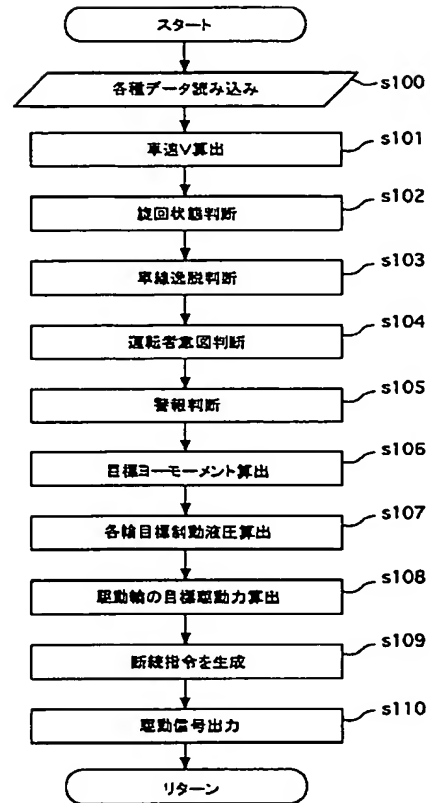 スタート
各種データ読み込み
s100
車速V算出
s101
旋回状態判断
s102
車線逸脱判断
s103
運転者意図判断
s104
警報判断
s105
目標ヨーモーメント算出
s106
各輪目標制動液圧算出
s107
駆動輪の目標駆動力算出
s108
断続指令を生成
s109
駆動信号出力
s110
リターン